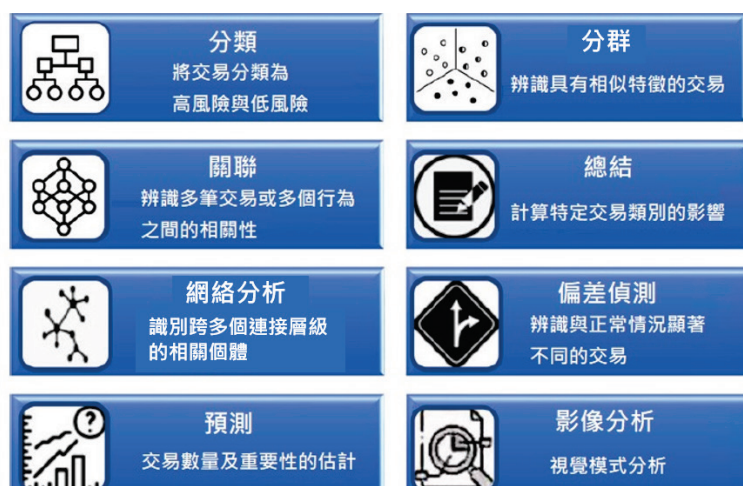 分類
將交易分類為
高風險與低風險
分群
辨識具有相似特徵的交易
關聯
辨識多筆交易或多個行為
之間的相關性
總結
計算特定交易類別的影響
網絡分析
識別跨多個連接層級
的相關個體
偏差偵測
辨識與正常情況顯著
不同的交易
?
預測
交易數量及重要性的估計
影像分析
視覺模式分析